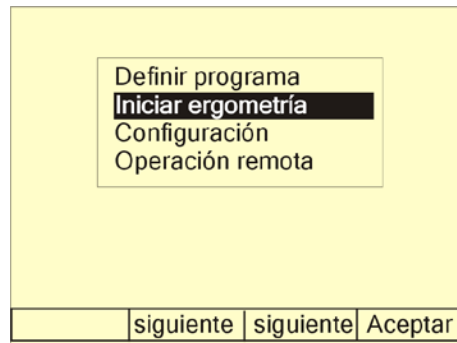 Definir programa
Iniciar ergometría
Configuración
Operación remota
siguiente siguiente Aceptar